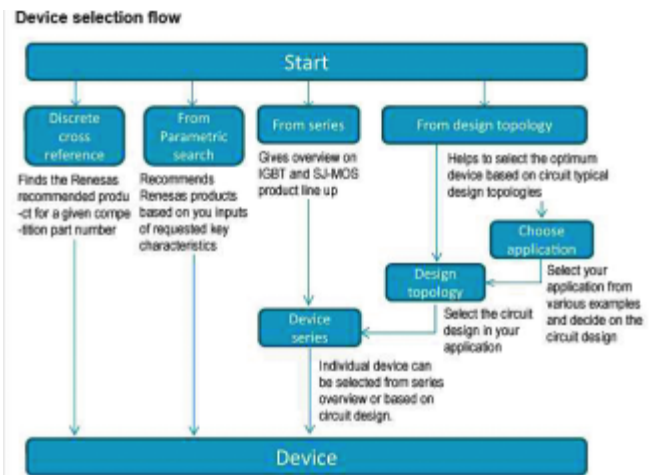 Device selection flow
Start
Discrete
cross
reference
From
Parametric
search
From series
From design topology
Finds the Renesas
recommended produ
-ct for a given compe
-tition part number
Recommends
Renesas products
based on you inputs
of requested key
characteristics
Gives overview on
IGBT and SJ-MOS
product line up
Helps to select the optimum
device based on circuit typical
design topologies
Choose
application
Design
topology
Select your
application from
various examples
and decide on the
circuit design
Device
series
Select the circuit
design in your
application
Individual device can
be selected from series
overview or based on
circuit design.
Device